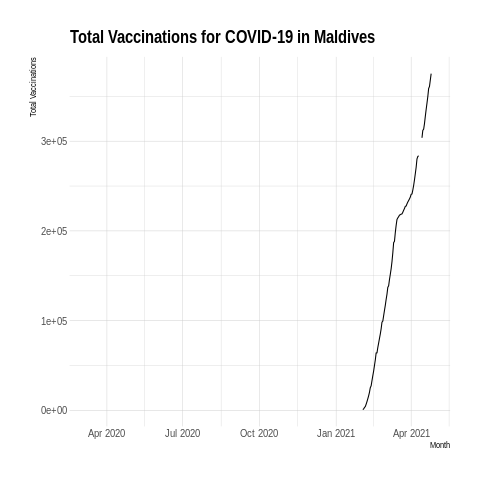 Total Vaccinations for COVID-19 in Maldives
Total Vaccinations
3e+05
2e+05
1e+05
0e+00
Apr 2020 Jul 2020 Oct 2020 Jan 2021 Apr 2021
Month